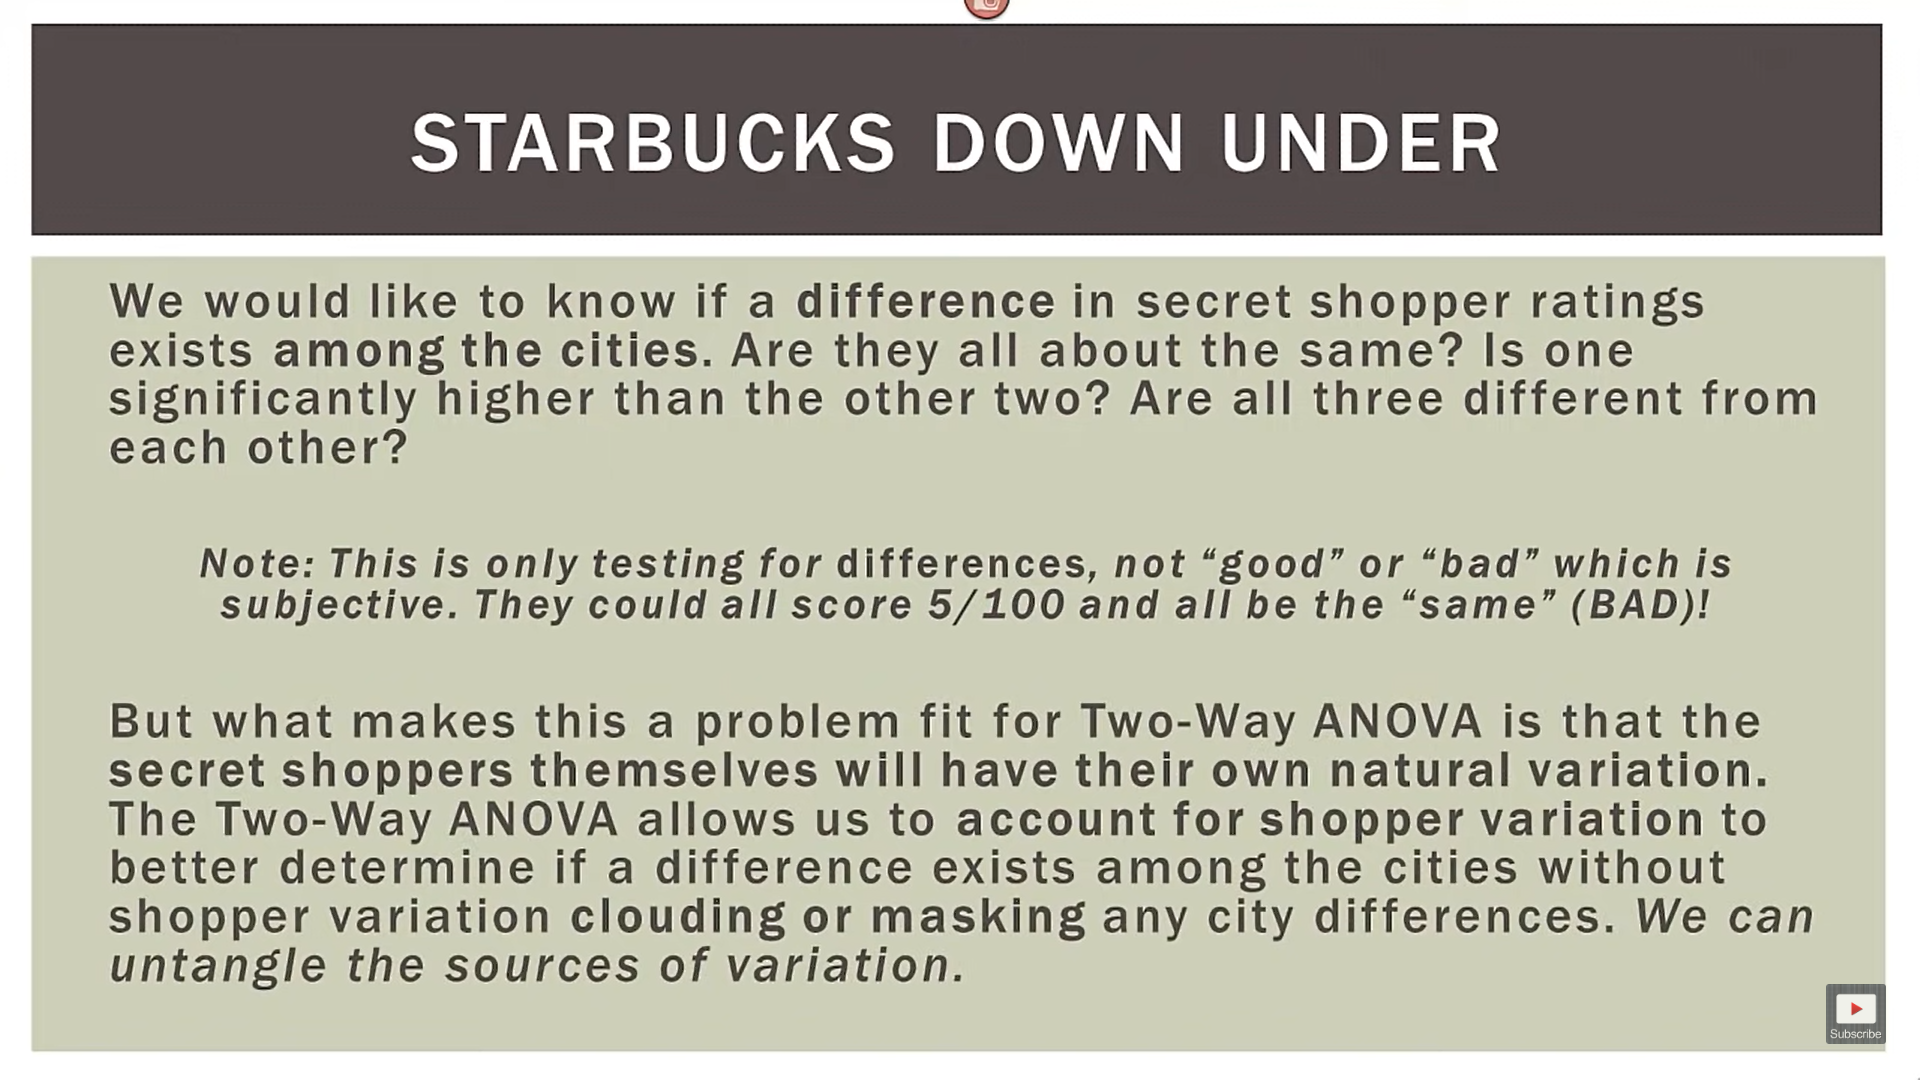 STARBUCKS DOWN UNDER
We would like to know if a difference in secret shopper ratings
exists among the cities. Are they all about the same? Is one
significantly higher than the other two? Are all three different from
each other?
Note: This is only testing for differences, not “good” or “bad” which is
subjective. They could all score 5/100 and all be the “same” (BAD)!
But what makes this a problem fit for Two-Way ANOVA is that the
secret shoppers themselves will have their own natural variation.
The Two-Way ANOVA allows us to account for shopper variation to
better determine if a difference exists among the cities without
shopper variation clouding or masking any city differences. We can
untangle the sources of variation.
Subscribe